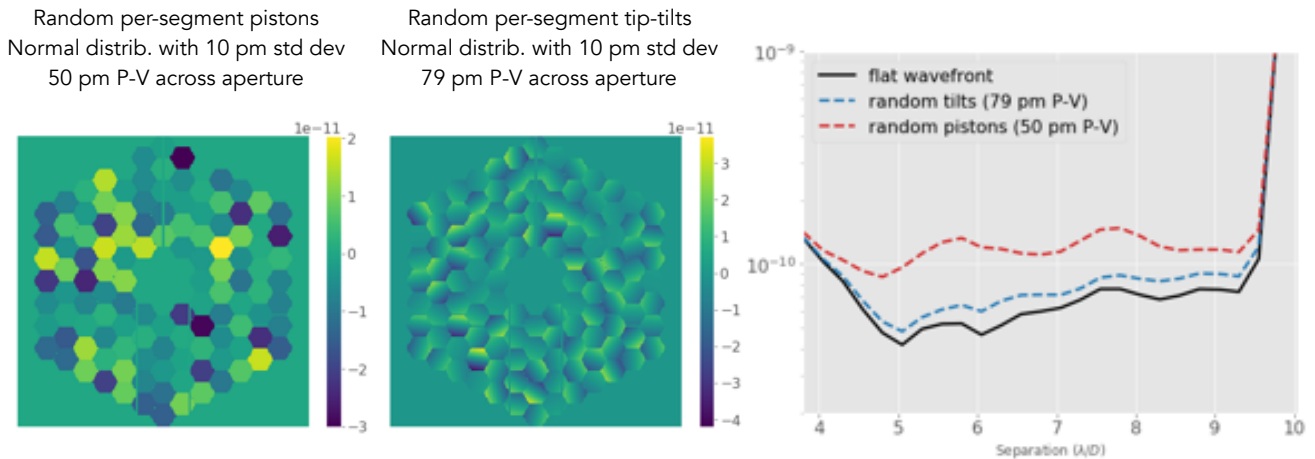 Random per-segment pistons
Normal distrib. with 10 pm std dev
50 pm P-V across aperture
1e−11
2
1
0
−1
−2
−3
Random per-segment tip-tilts
Normal distrib. with 10 pm std dev
79 pm P-V across aperture
1e−11
3
2
1
0
−1
−2
−3
−4
10⁻⁹
10⁻¹⁰
flat wavefront
random tilts (79 pm P-V)
random pistons (50 pm P-V)
4 5 6 7 8 9 10
Separation (λ/D)